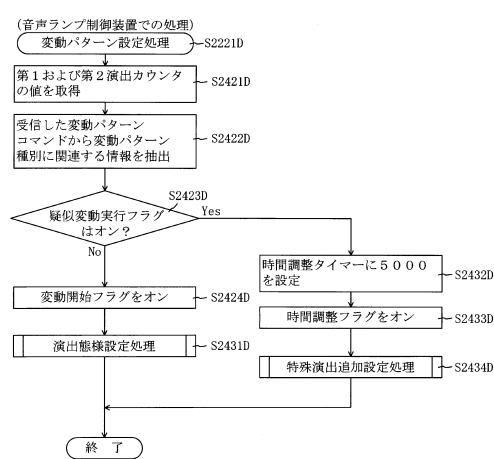 (音声ランプ制御装置での処理)
変動パターン設定処理
S2221D
第1および第2演出カウンタ
の値を取得
S2421D
受信した変動パターン
コマンドから変動パターン
種別に関連する情報を抽出
S2422D
S2423D
疑似変動実行フラグ
はオン?
Yes
No
時間調整タイマーに5000
を設定
S2432D
変動開始フラグをオン
S2424D
時間調整フラグをオン
S2433D
演出態様設定処理
S2431D
特殊演出追加設定処理
S2434D
終 了